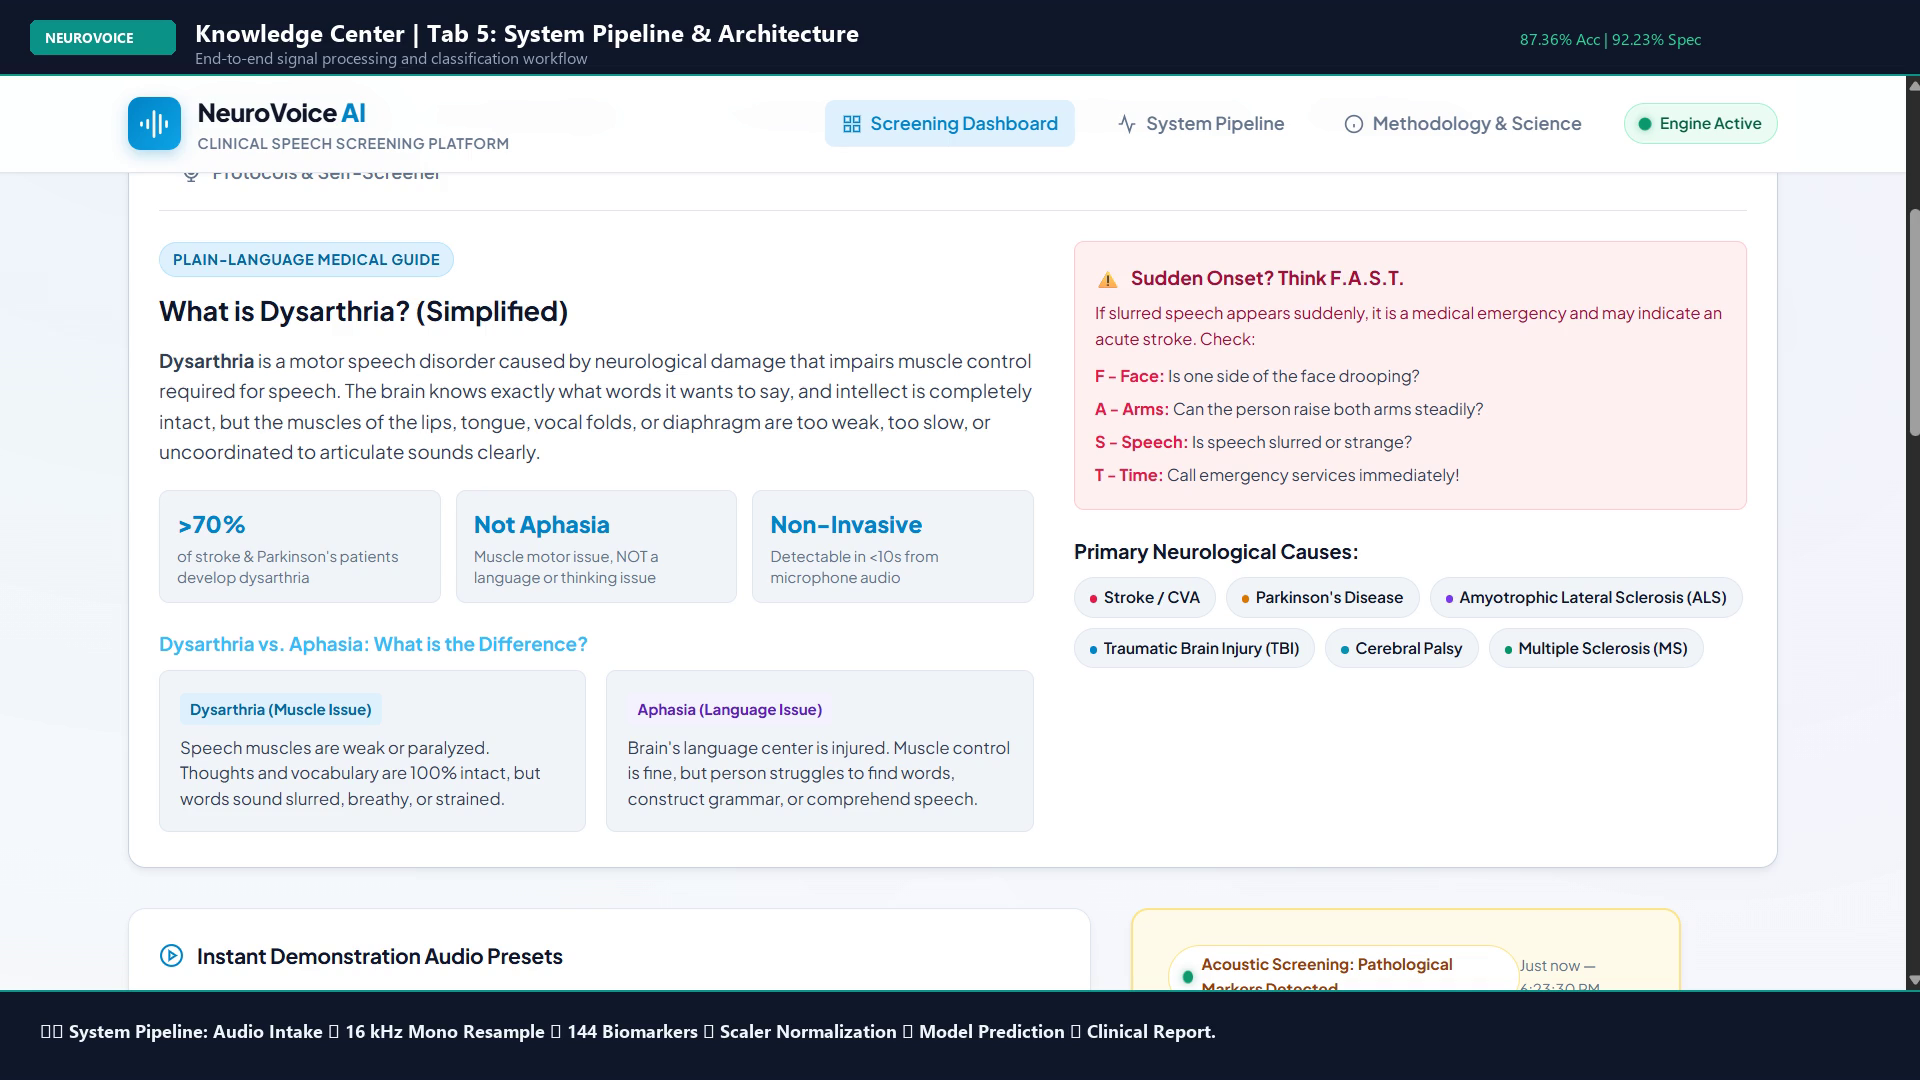 NEUROVOICE
Knowledge Center | Tab 5: System Pipeline & Architecture
End-to-end signal processing and classification workflow
87.36% Acc | 92.23% Spec
NeuroVoice AI
CLINICAL SPEECH SCREENING PLATFORM
Screening Dashboard
System Pipeline
Methodology & Science
Engine Active
Protocols & Self-Screener
PLAIN-LANGUAGE MEDICAL GUIDE
What is Dysarthria? (Simplified)
Dysarthria is a motor speech disorder caused by neurological damage that impairs muscle control
required for speech. The brain knows exactly what words it wants to say, and intellect is completely
intact, but the muscles of the lips, tongue, vocal folds, or diaphragm are too weak, too slow, or
uncoordinated to articulate sounds clearly.
>70%
of stroke & Parkinson's patients
develop dysarthria
Not Aphasia
Muscle motor issue, NOT a
language or thinking issue
Non-Invasive
Detectable in <10s from
microphone audio
Dysarthria vs. Aphasia: What is the Difference?
Dysarthria (Muscle Issue)
Speech muscles are weak or paralyzed.
Thoughts and vocabulary are 100% intact, but
words sound slurred, breathy, or strained.
Aphasia (Language Issue)
Brain's language center is injured. Muscle control
is fine, but person struggles to find words,
construct grammar, or comprehend speech.
Sudden Onset? Think F.A.S.T.
If slurred speech appears suddenly, it is a medical emergency and may indicate an
acute stroke. Check:
F - Face: Is one side of the face drooping?
A - Arms: Can the person raise both arms steadily?
S - Speech: Is speech slurred or strange?
T - Time: Call emergency services immediately!
Primary Neurological Causes:
Stroke / CVA
Parkinson's Disease
Amyotrophic Lateral Sclerosis (ALS)
Traumatic Brain Injury (TBI)
Cerebral Palsy
Multiple Sclerosis (MS)
Instant Demonstration Audio Presets
Acoustic Screening: Pathological
Markers Detected
Just now —
6:23:30 PM
System Pipeline: Audio Intake 16 kHz Mono Resample 144 Biomarkers Scaler Normalization Model Prediction Clinical Report.